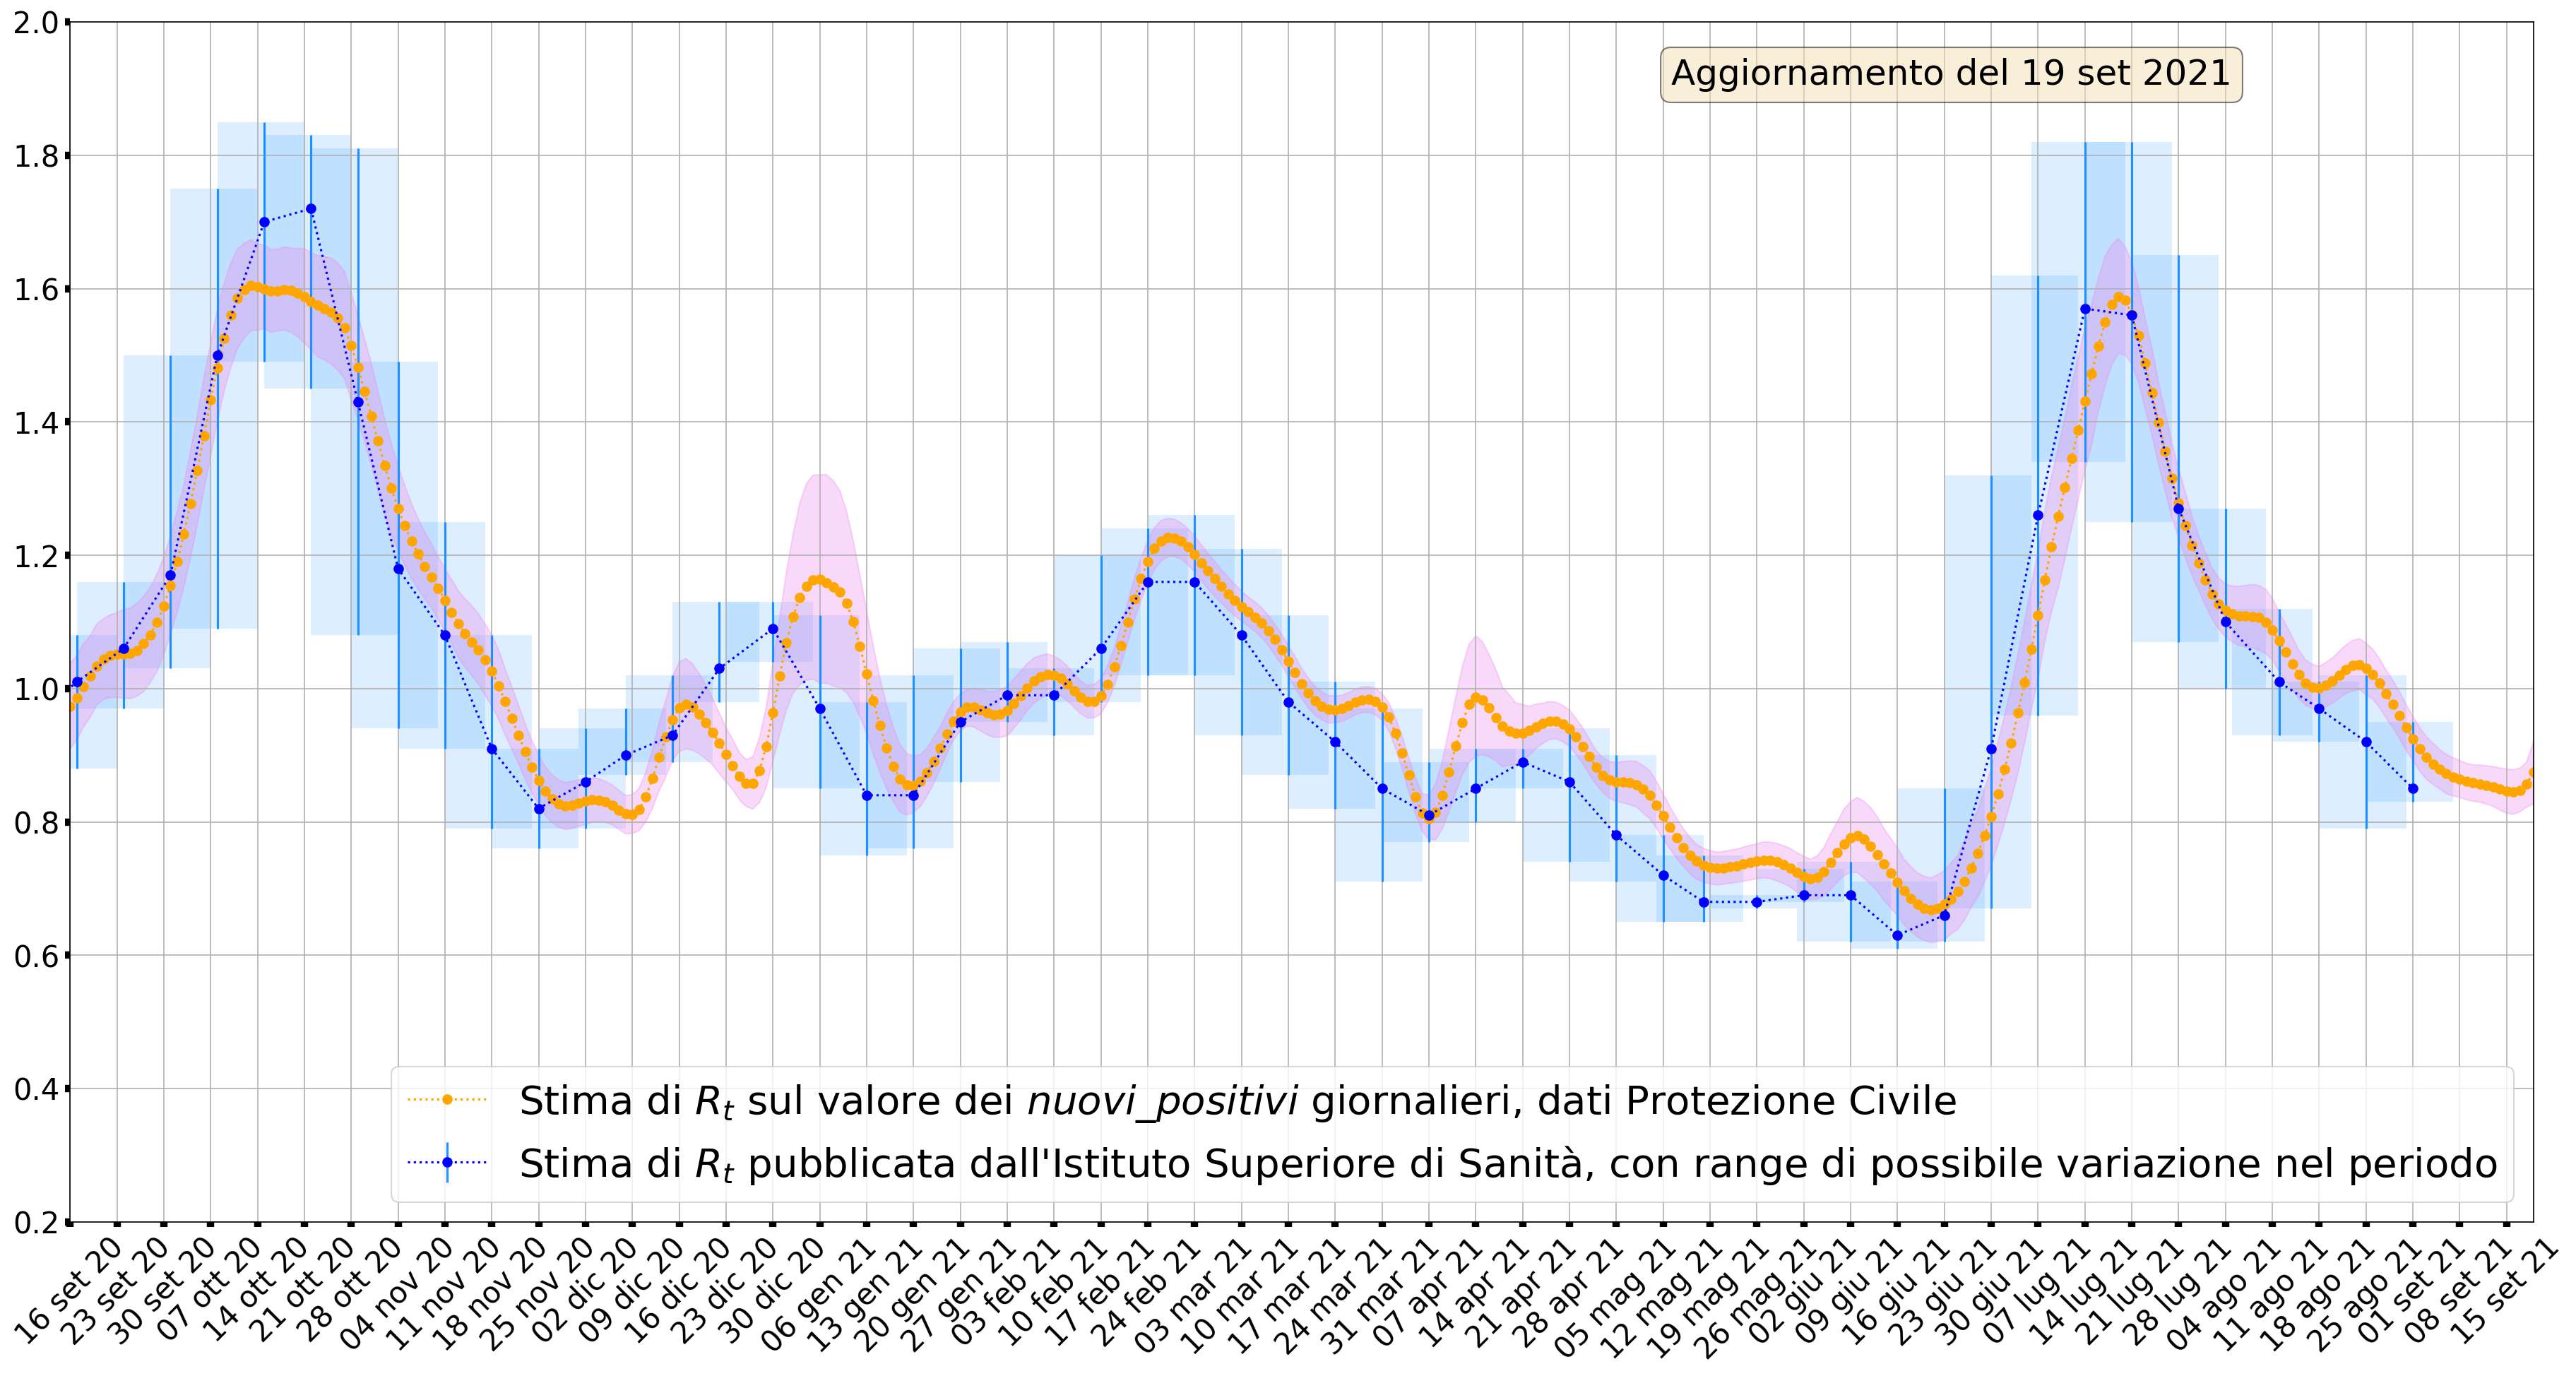 2.0
Aggiornamento del 19 set 2021
1.8
1.6
1.4
1.2
1.0
0.8
0.6
0.4
Stima di Rt sul valore dei nuovi_positivi giornalieri, dati Protezione Civile
Stima di Rt pubblicata dall'Istituto Superiore di Sanità, con range di possibile variazione nel periodo
0.2
16 set 20
23 set 20
30 set 20
07 ott 20
14 ott 20
21 ott 20
28 ott 20
04 nov 20
11 nov 20
18 nov 20
25 nov 20
02 dic 20
09 dic 20
16 dic 20
23 dic 20
30 dic 20
06 gen 21
13 gen 21
20 gen 21
27 gen 21
03 feb 21
10 feb 21
17 feb 21
24 feb 21
03 mar 21
10 mar 21
17 mar 21
24 mar 21
31 mar 21
07 apr 21
14 apr 21
21 apr 21
28 apr 21
05 mag 21
12 mag 21
19 mag 21
26 mag 21
02 giu 21
09 giu 21
16 giu 21
23 giu 21
30 giu 21
07 lug 21
14 lug 21
21 lug 21
28 lug 21
04 ago 21
11 ago 21
18 ago 21
25 ago 21
01 set 21
08 set 21
15 set 21